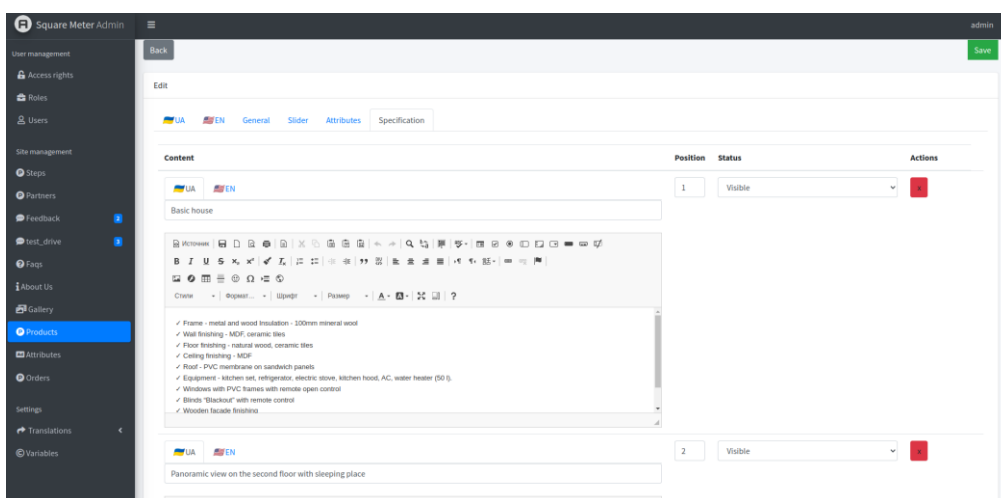 Square Meter Admin
admin
User management
Access rights
Roles
Users
Site management
Steps
Partners
Feedback 3
test_drive 3
Faqs
About Us
Gallery
Products
Attributes
Orders
Settings
Translations
Variables
Back
Save
Edit
UA EN General Slider Attributes Specification
Content Position Status Actions
UA EN 1 Visible x
Basic house
Источник
Стили Формат... Шрифт Размер
✓ Frame - metal and wood Insulation - 100mm mineral wool
✓ Wall finishing - MDF, ceramic tiles
✓ Floor finishing - natural wood, ceramic tiles
✓ Ceiling finishing - MDF
✓ Roof - PVC membrane on sandwich panels
✓ Equipment - kitchen set, refrigerator, electric stove, kitchen hood, AC, water heater (50 l).
✓ Windows with PVC frames with remote open control
✓ Blinds "Blackout" with remote control
✓ Wooden facade finishing
UA EN 2 Visible x
Panoramic view on the second floor with sleeping place